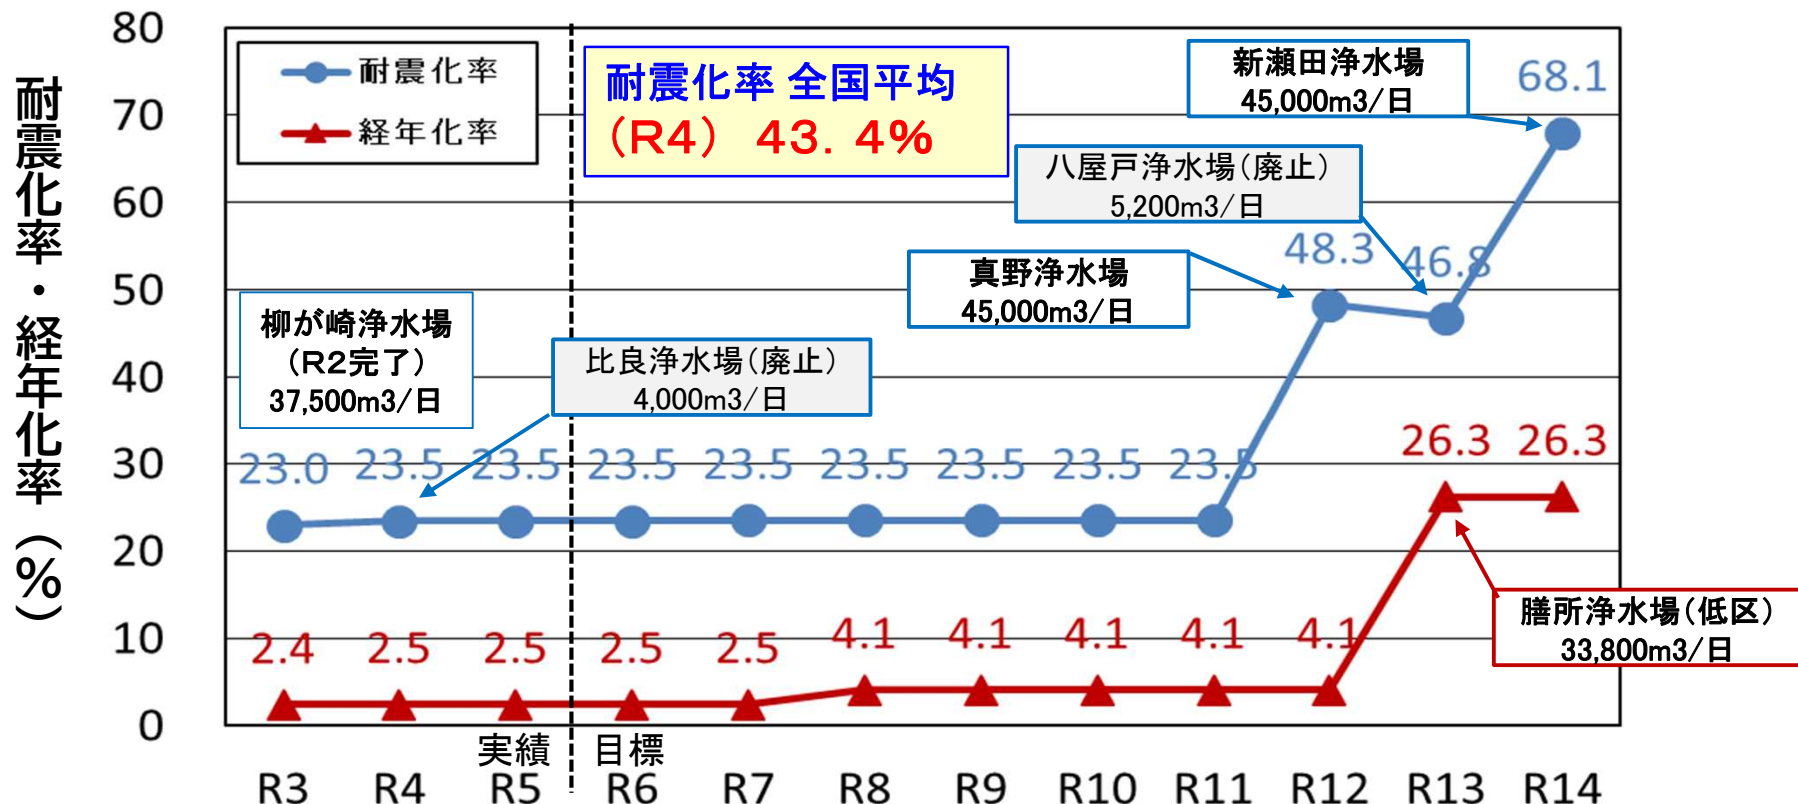 耐震化率・経年化率（%）
80
70
60
50
40
30
20
10
0
耐震化率
経年化率
耐震化率 全国平均
（R4） 43．4%
新瀬田浄水場
45,000m3/日
八屋戸浄水場（廃止）
5,200m3/日
真野浄水場
45,000m3/日
柳が崎浄水場
（R2完了）
37,500m3/日
比良浄水場（廃止）
4,000m3/日
膳所浄水場（低区）
33,800m3/日
23.0 23.5 23.5 23.5 23.5 23.5 23.5 23.5 23.5 48.3 46.8 68.1
2.4 2.5 2.5 2.5 2.5 4.1 4.1 4.1 4.1 4.1 26.3 26.3
実績 目標
R3 R4 R5 R6 R7 R8 R9 R10 R11 R12 R13 R14